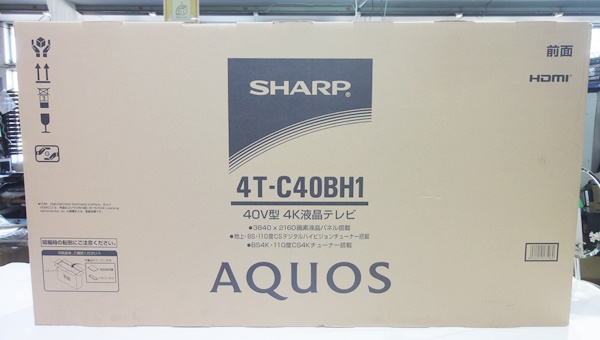 前面
HDMI
SHARP®
4T-C40BH1
40V型 4K液晶テレビ
●3840 x 2160画素液晶パネル搭載
●地上・BS・110度CSデジタルハイビジョンチューナー搭載
●BS4K・110度CS4Kチューナー搭載
AQUOS